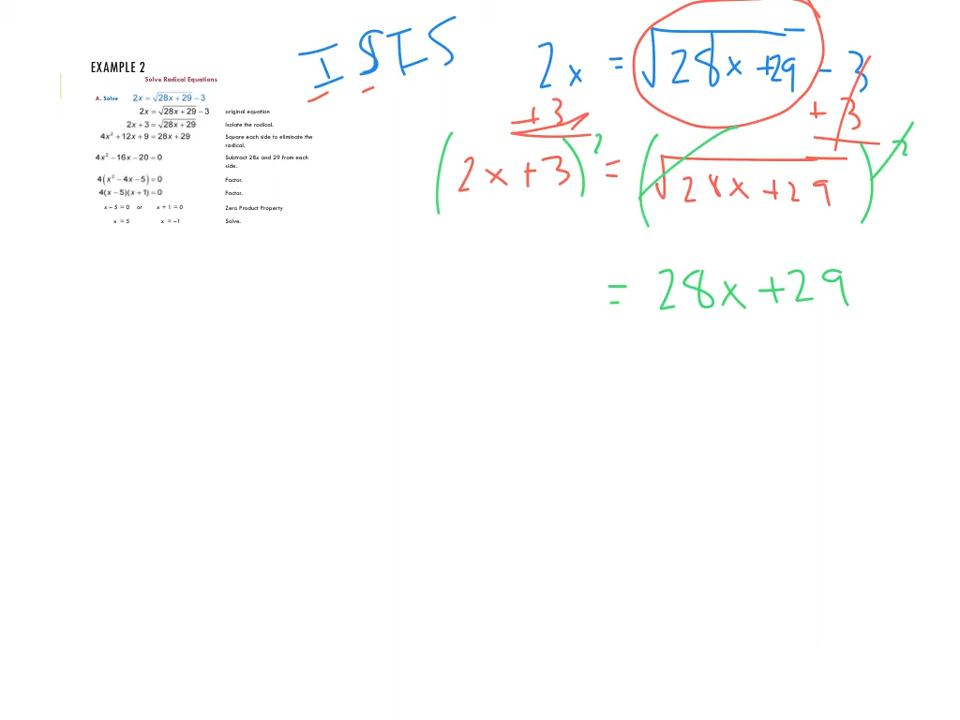 EXAMPLE 2
Solve Radical Equations
A. Solve 2x = √28x + 29 − 3
2x = √28x + 29 − 3 original equation
2x + 3 = √28x + 29 Isolate the radical.
4x² + 12x + 9 = 28x + 29 Square each side to eliminate the radical.
4x² − 16x − 20 = 0 Subtract 28x and 29 from each side.
4(x² − 4x − 5) = 0 Factor.
4(x − 5)(x + 1) = 0 Factor.
x − 5 = 0 or x + 1 = 0 Zero Product Property
x = 5 x = −1 Solve.
ISIS
2x = √28x + 29 − 3
+3 + 3
(2x + 3)² = (√28x + 29)²
= 28x + 29